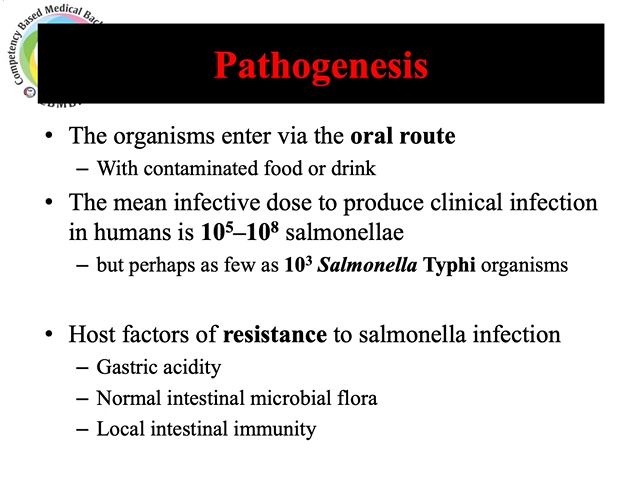 Competency Based Medical Bac
Pathogenesis
• The organisms enter via the oral route
– With contaminated food or drink
• The mean infective dose to produce clinical infection
in humans is 10⁵–10⁸ salmonellae
– but perhaps as few as 10³ Salmonella Typhi organisms
• Host factors of resistance to salmonella infection
– Gastric acidity
– Normal intestinal microbial flora
– Local intestinal immunity